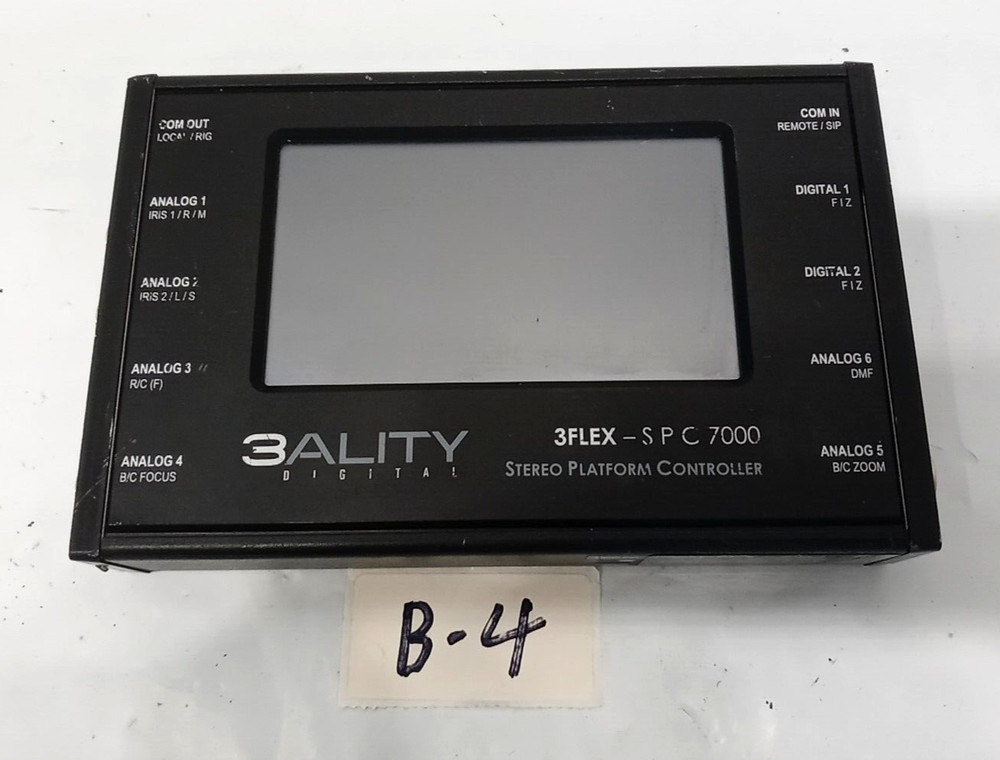 COM OUT
LOCAL / RIG
COM IN
REMOTE / SIP
ANALOG 1
IRIS 1 / R / M
DIGITAL 1
FIZ
ANALOG 2
IRIS 2 / L / S
DIGITAL 2
FIZ
ANALOG 3
R/C (F)
ANALOG 6
DMF
ANALOG 4
B/C FOCUS
3ALITY
DIGITAL
3FLEX – SPC 7000
STEREO PLATFORM CONTROLLER
ANALOG 5
B/C ZOOM
B-4